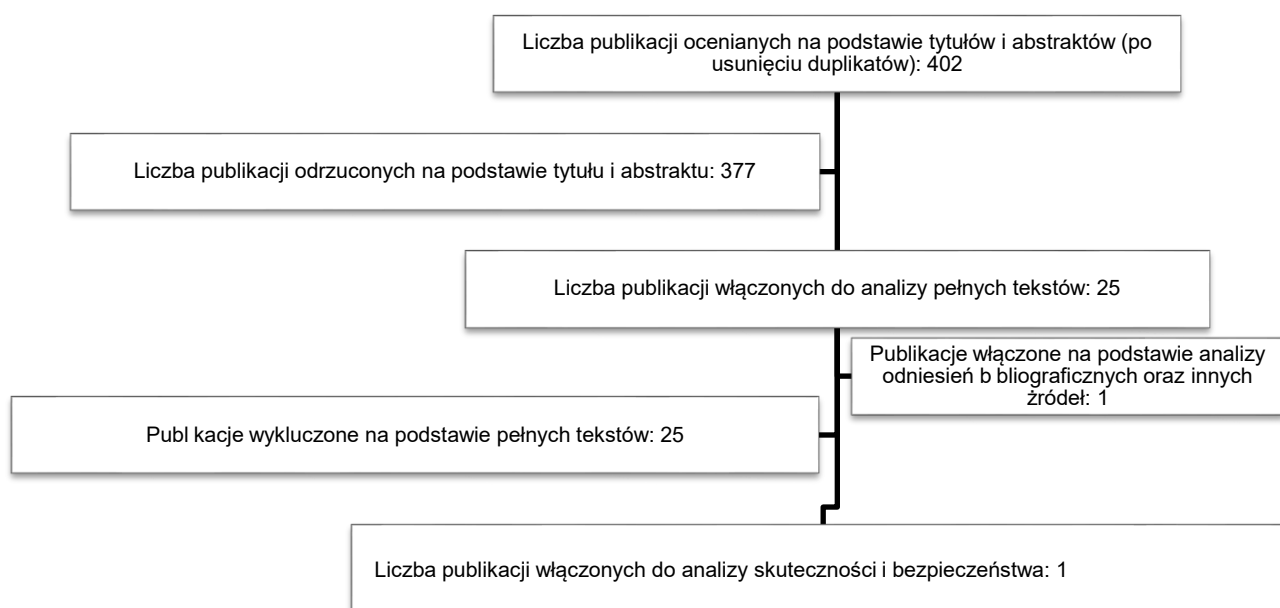 Liczba publikacji ocenianych na podstawie tytułów i abstraktów (po
usunięciu duplikatów): 402
Liczba publikacji odrzuconych na podstawie tytułu i abstraktu: 377
Liczba publikacji włączonych do analizy pełnych tekstów: 25
Publikacje włączone na podstawie analizy
odniesień b bliograficznych oraz innych
żródeł: 1
Publ kacje wykluczone na podstawie pełnych tekstów: 25
Liczba publikacji włączonych do analizy skuteczności i bezpieczeństwa: 1